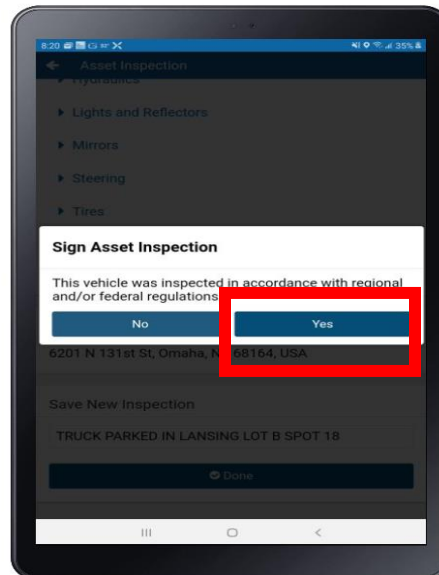 8:20 35%
Asset Inspection
Hydraulics
Lights and Reflectors
Mirrors
Steering
Tires
Sign Asset Inspection
This vehicle was inspected in accordance with regional
and/or federal regulations
No Yes
6201 N 131st St, Omaha, N 68164, USA
Save New Inspection
TRUCK PARKED IN LANSING LOT B SPOT 18
Done